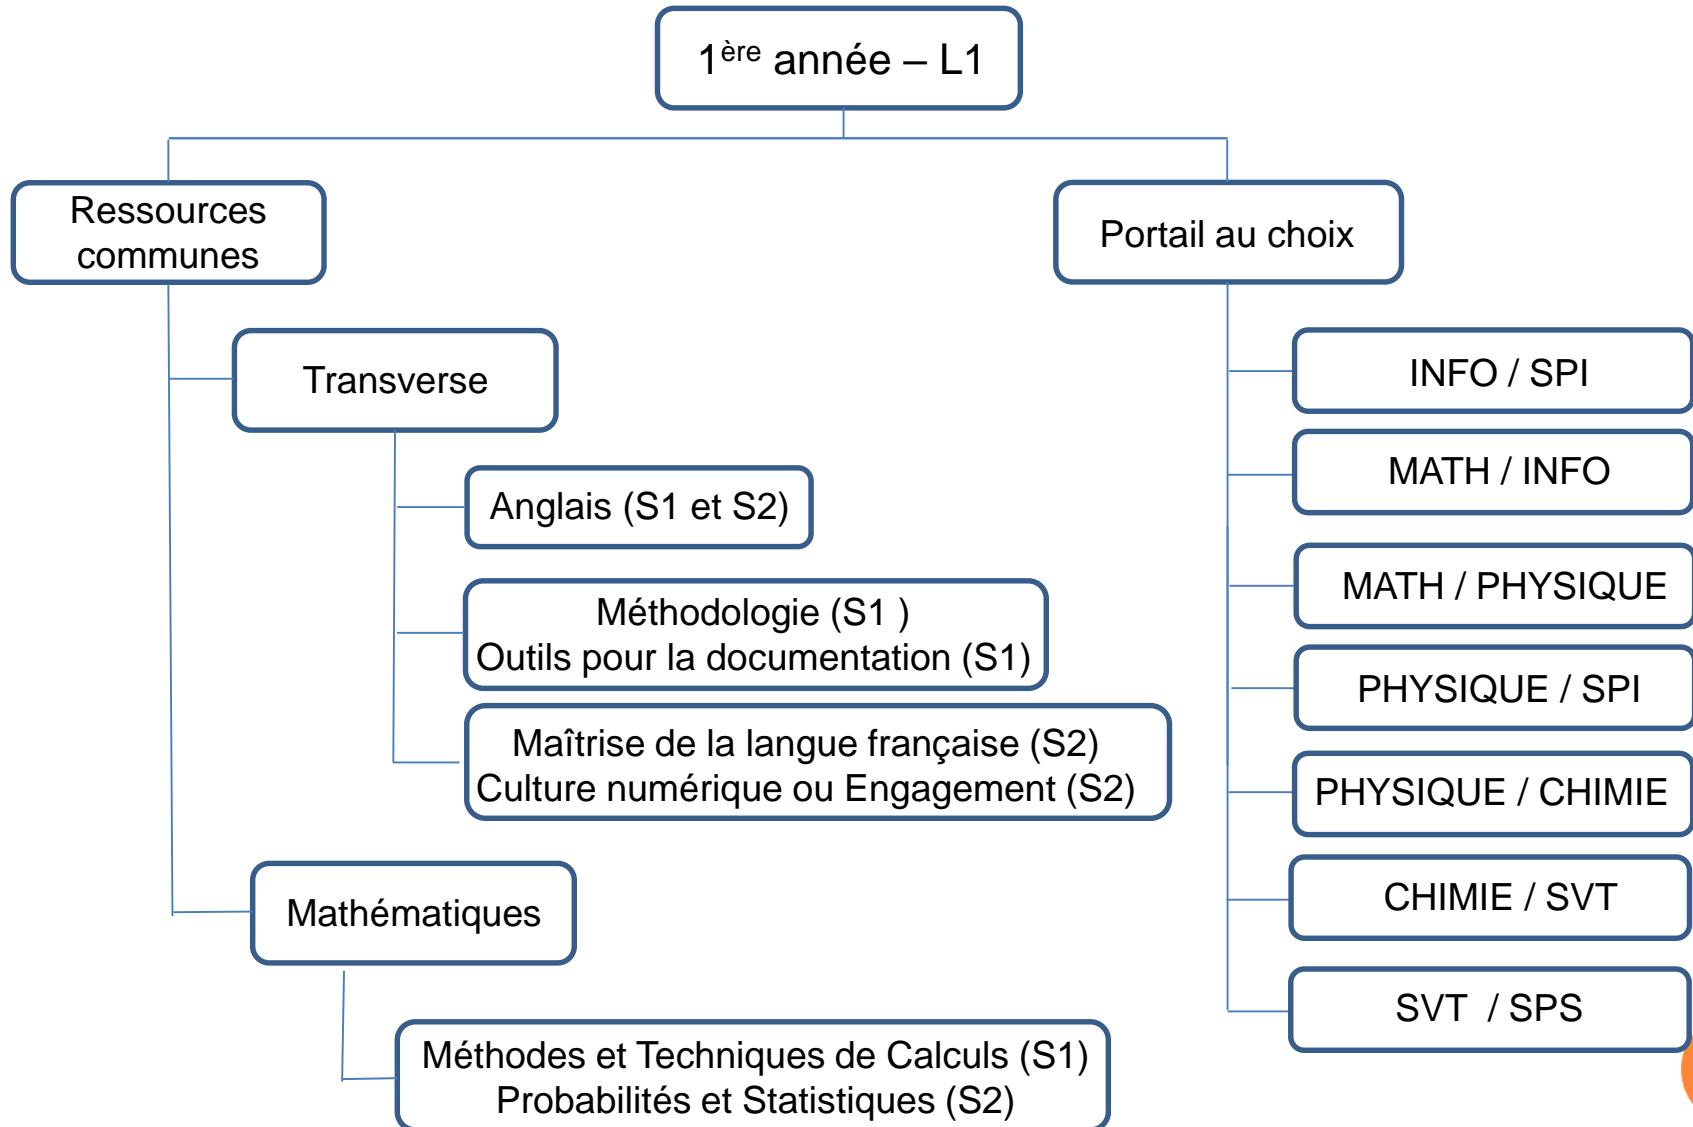 1ère année – L1
Ressources
communes
Portail au choix
Transverse
Anglais (S1 et S2)
Méthodologie (S1 )
Outils pour la documentation (S1)
Maîtrise de la langue française (S2)
Culture numérique ou Engagement (S2)
Mathématiques
Méthodes et Techniques de Calculs (S1)
Probabilités et Statistiques (S2)
INFO / SPI
MATH / INFO
MATH / PHYSIQUE
PHYSIQUE / SPI
PHYSIQUE / CHIMIE
CHIMIE / SVT
SVT / SPS